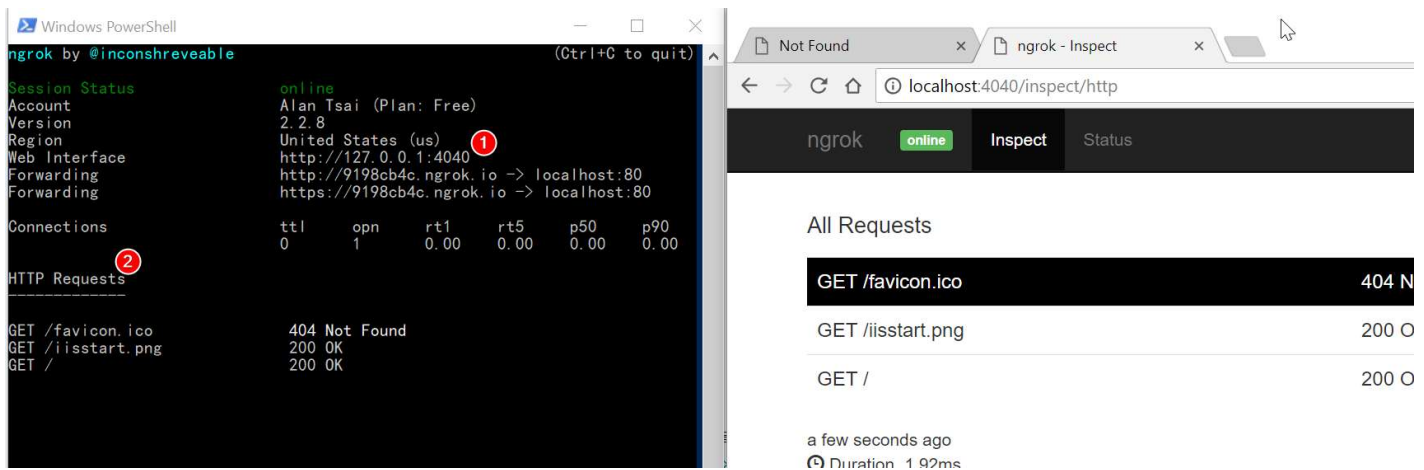 Windows PowerShell
ngrok by @inconshreveable (Ctrl+C to quit)
Session Status online
Account Alan Tsai (Plan: Free)
Version 2.2.8
Region United States (us)
1
Web Interface http://127.0.0.1:4040
Forwarding http://9198cb4c.ngrok.io -> localhost:80
Forwarding https://9198cb4c.ngrok.io -> localhost:80
Connections ttl opn rt1 rt5 p50 p90
0 1 0.00 0.00 0.00 0.00
2
HTTP Requests
-------------
GET /favicon.ico 404 Not Found
GET /iisstart.png 200 OK
GET / 200 OK
Not Found
ngrok - Inspect
localhost:4040/inspect/http
ngrok online Inspect Status
All Requests
GET /favicon.ico 404 N
GET /iisstart.png 200 O
GET / 200 O
a few seconds ago
Duration 1.92ms